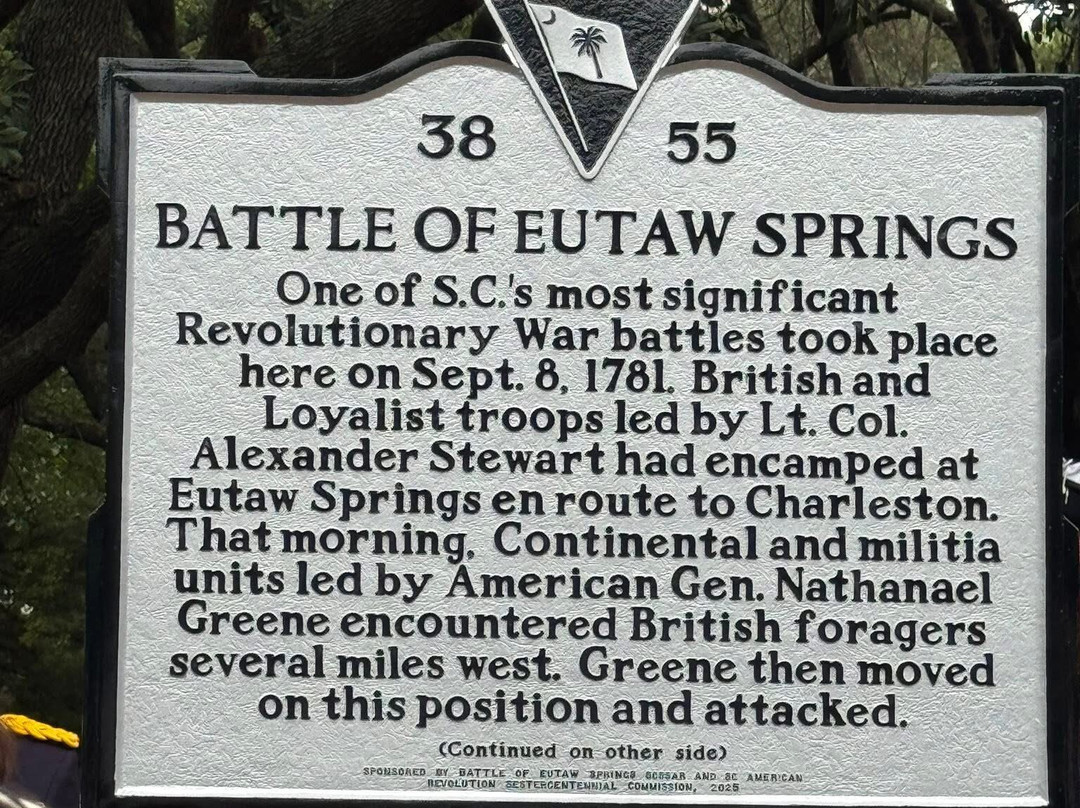 38 55
BATTLE OF EUTAW SPRINGS
One of S.C.'s most significant
Revolutionary War battles took place
here on Sept. 8, 1781. British and
Loyalist troops led by Lt. Col.
Alexander Stewart had encamped at
Eutaw Springs en route to Charleston.
That morning, Continental and militia
units led by American Gen. Nathanael
Greene encountered British foragers
several miles west. Greene then moved
on this position and attacked.
(Continued on other side)
SPONSORED BY BATTLE OF EUTAW SPRINGS SCSSAR AND SC AMERICAN
REVOLUTION SESTERCENTENNIAL COMMISSION, 2025